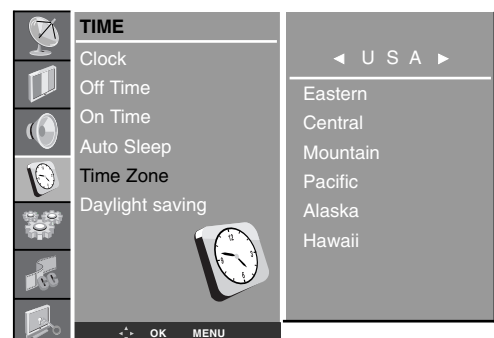 TIME
Clock
Off Time
On Time
Auto Sleep
Time Zone
Daylight saving
OK MENU
◄ U S A ►
Eastern
Central
Mountain
Pacific
Alaska
Hawaii